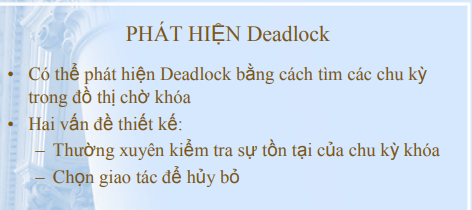 PHÁT HIỆN Deadlock
• Có thể phát hiện Deadlock bằng cách tìm các chu kỳ
trong đồ thị chờ khóa
• Hai vấn đề thiết kế:
– Thường xuyên kiểm tra sự tồn tại của chu kỳ khóa
– Chọn giao tác để hủy bỏ